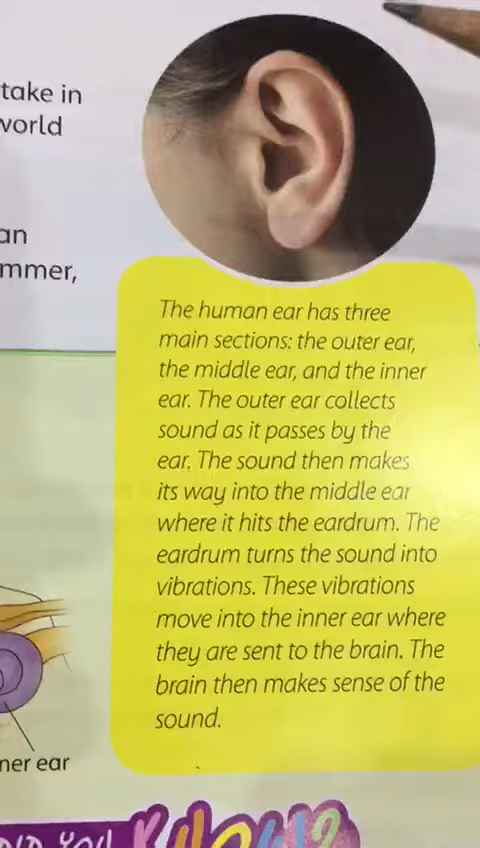 take in
world
an
mmer,
The human ear has three
main sections: the outer ear,
the middle ear, and the inner
ear. The outer ear collects
sound as it passes by the
ear. The sound then makes
its way into the middle ear
where it hits the eardrum. The
eardrum turns the sound into
vibrations. These vibrations
move into the inner ear where
they are sent to the brain. The
brain then makes sense of the
sound.
ner ear
DID YOU KNOW?